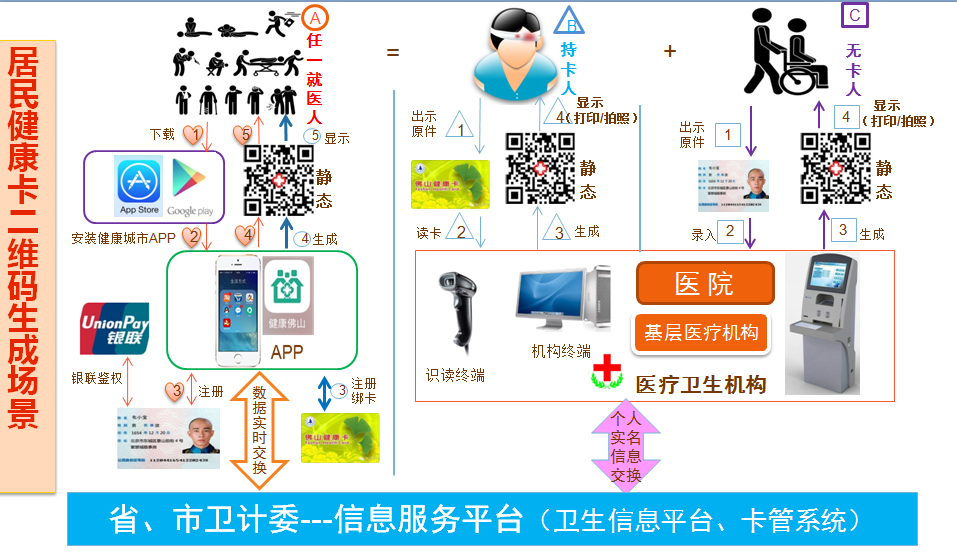 居民健康卡二维码生成场景
A
任一就医人
=
B
持卡人
+
C
无卡人
下载
1
5
5
显示
App Store
Google play
静态
安装健康城市APP
2
4
4
生成
UnionPay
银联
健康佛山
APP
银联鉴权
3
注册
数据实时交换
3
注册
绑卡
佛山健康卡
出示
原件
1
4
显示
(打印/拍照)
佛山健康卡
静态
读卡
2
3
生成
出示
原件
1
4
显示
(打印/拍照)
静态
录入
2
3
生成
识读终端
机构终端
医院
基层医疗机构
医疗卫生机构
个人
实名
信息
交换
省、市卫计委---信息服务平台(卫生信息平台、卡管系统)